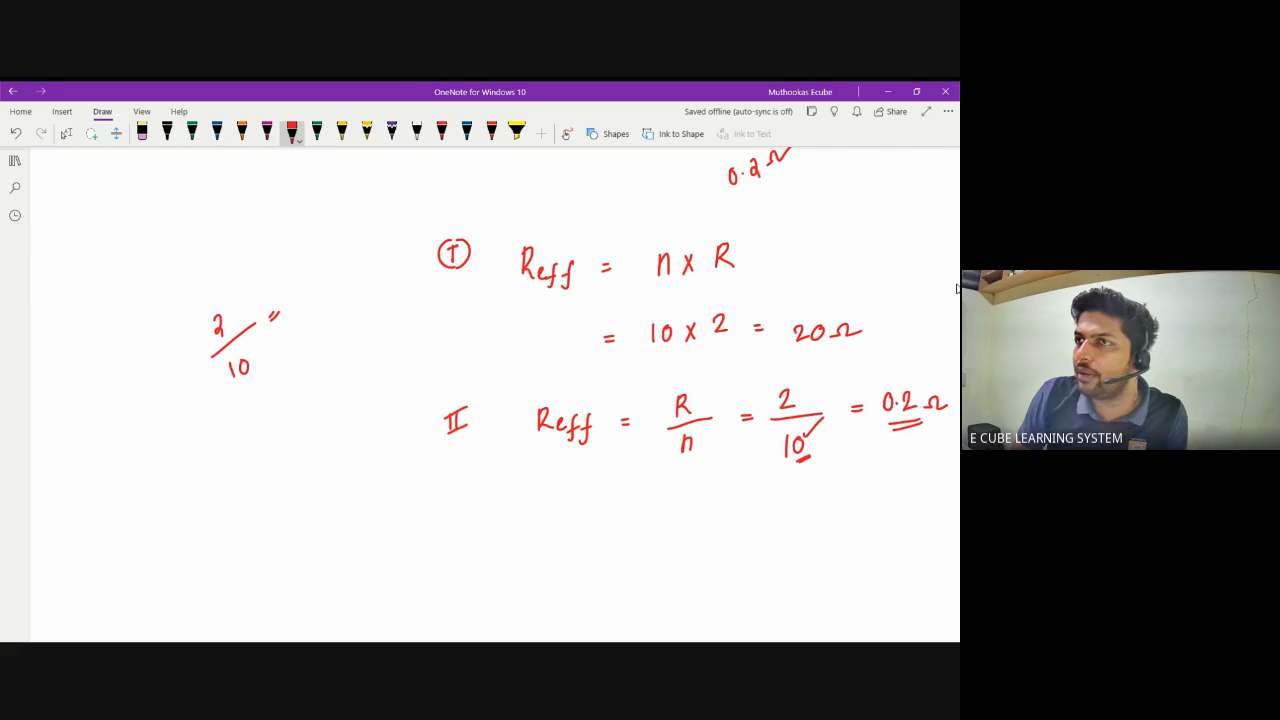 OneNote for Windows 10
Muthookas Ecube
Home Insert Draw View Help
Saved offline (auto-sync is off)
Share
Shapes
Ink to Shape
Ink to Text
0.2 Ω
I Reff = n x R
= 10 x 2 = 20 Ω
2/10 =
II Reff = R/n = 2/10 = 0.2 Ω
E CUBE LEARNING SYSTEM